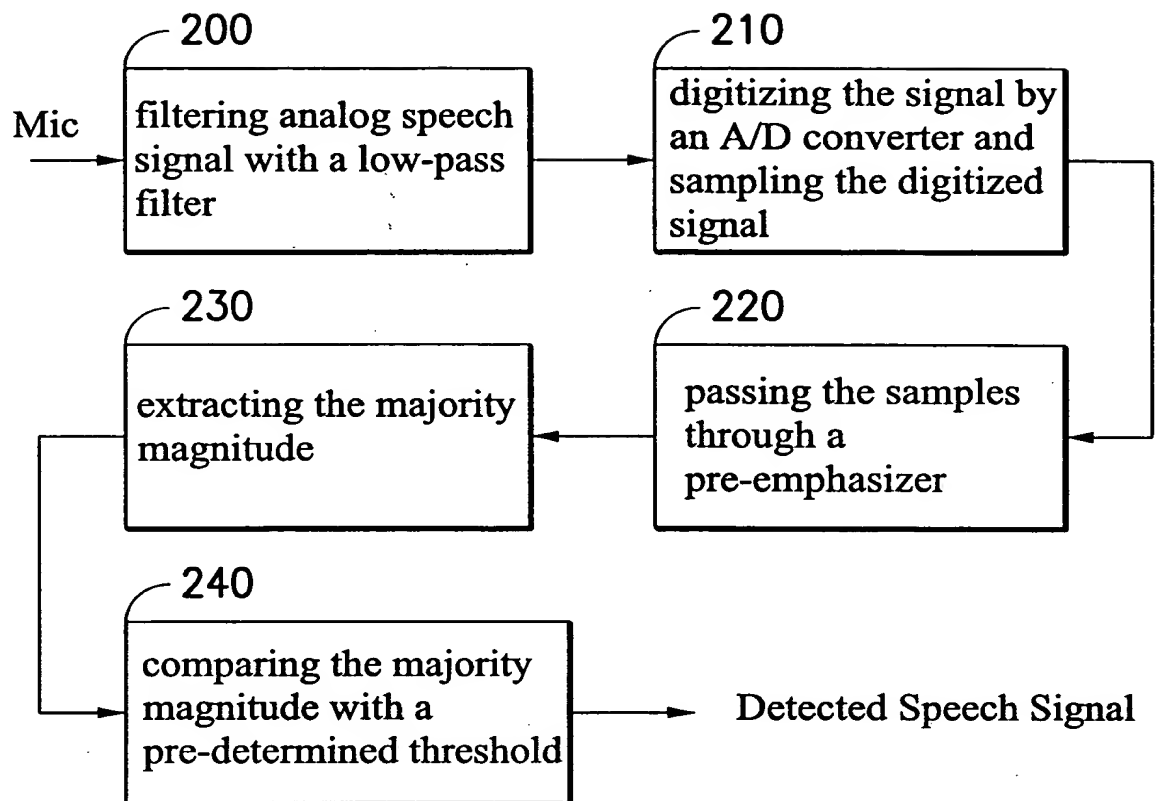 200
Mic
filtering analog speech
signal with a low-pass
filter
210
digitizing the signal by
an A/D converter and
sampling the digitized
signal
220
passing the samples
through a
pre-emphasizer
230
extracting the majority
magnitude
240
comparing the majority
magnitude with a
pre-determined threshold
Detected Speech Signal